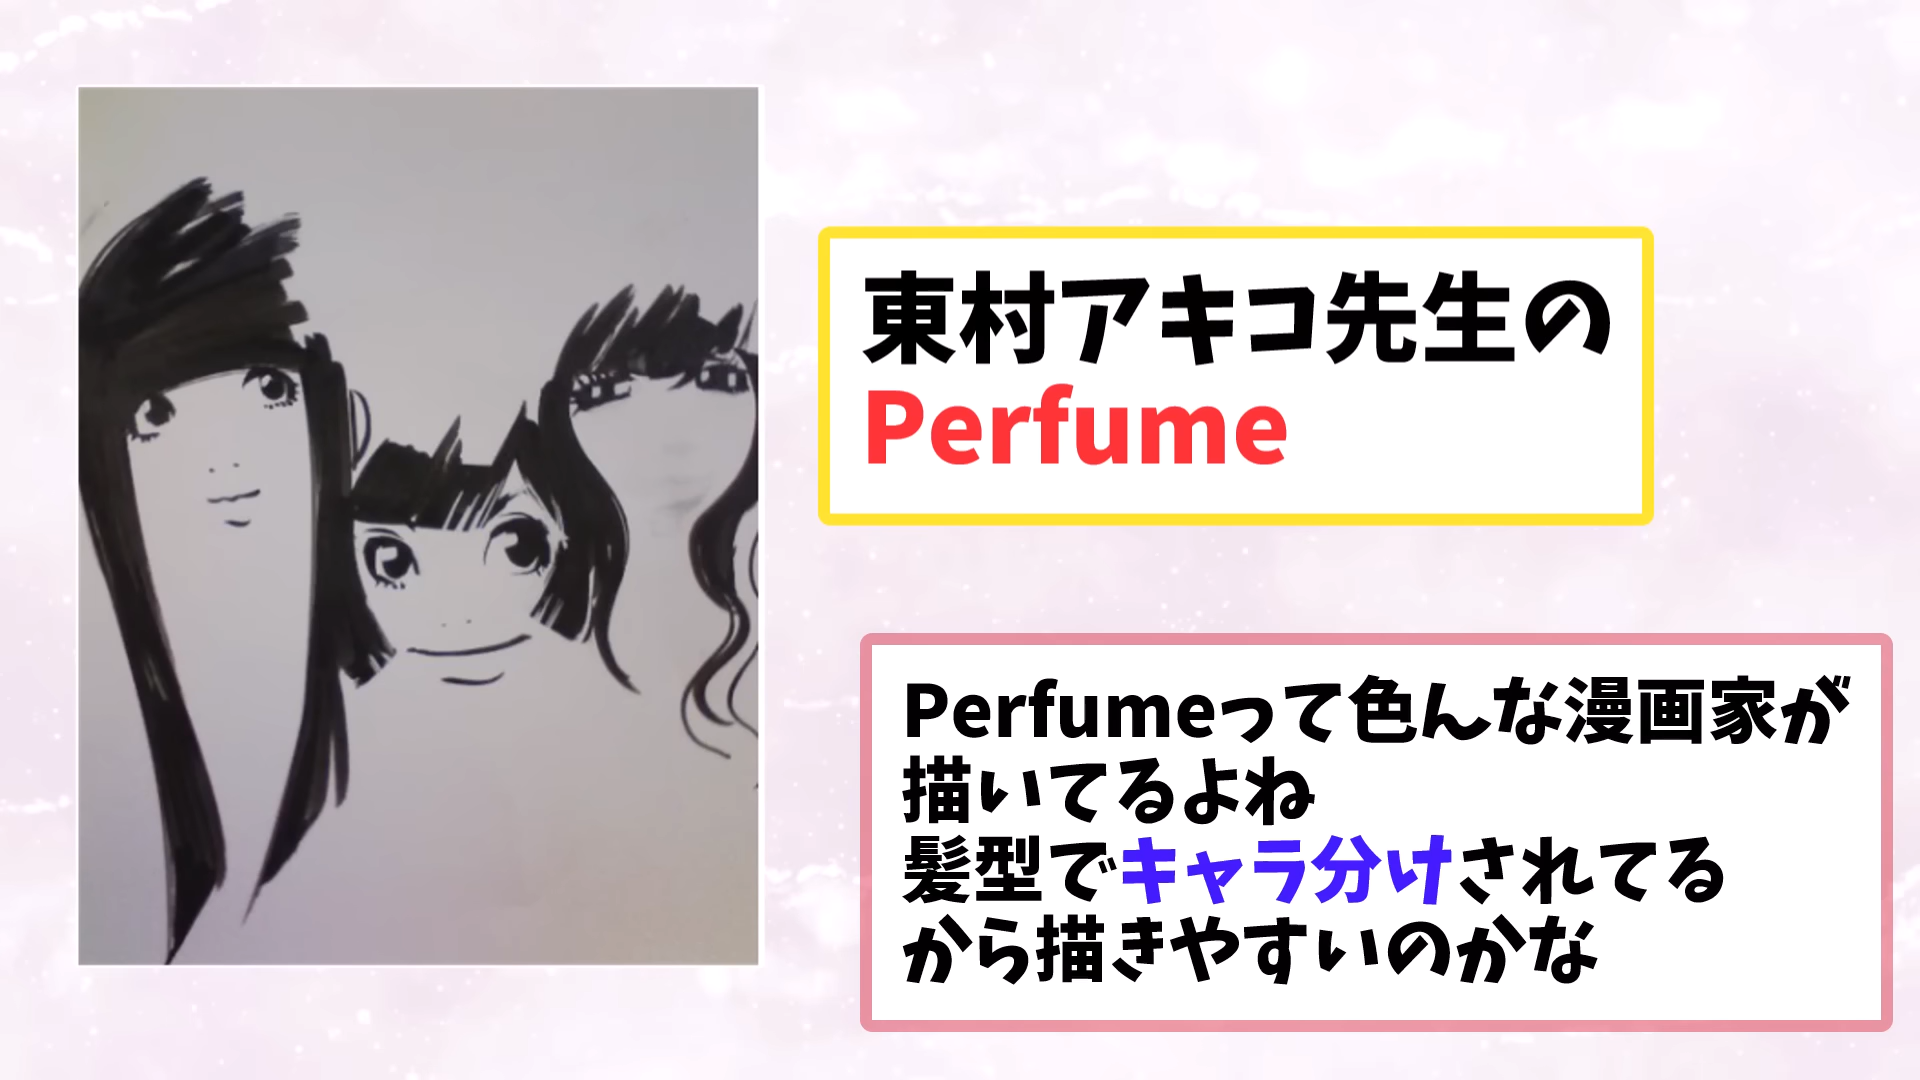 東村アキコ先生の
Perfume
Perfumeって色んな漫画家が
描いてるよね
髪型でキャラ分けされてる
から描きやすいのかな